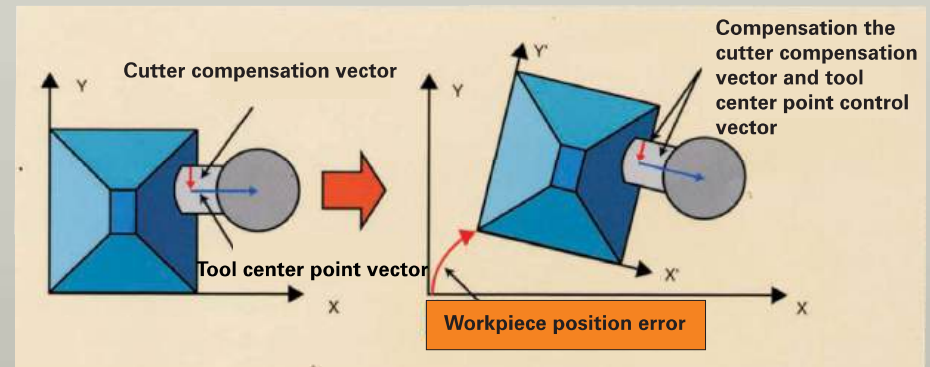 Y
Cutter compensation vector
Tool center point vector
X
Y
Y'
Compensation the
cutter compensation
vector and tool
center point control
vector
X'
X
Workpiece position error